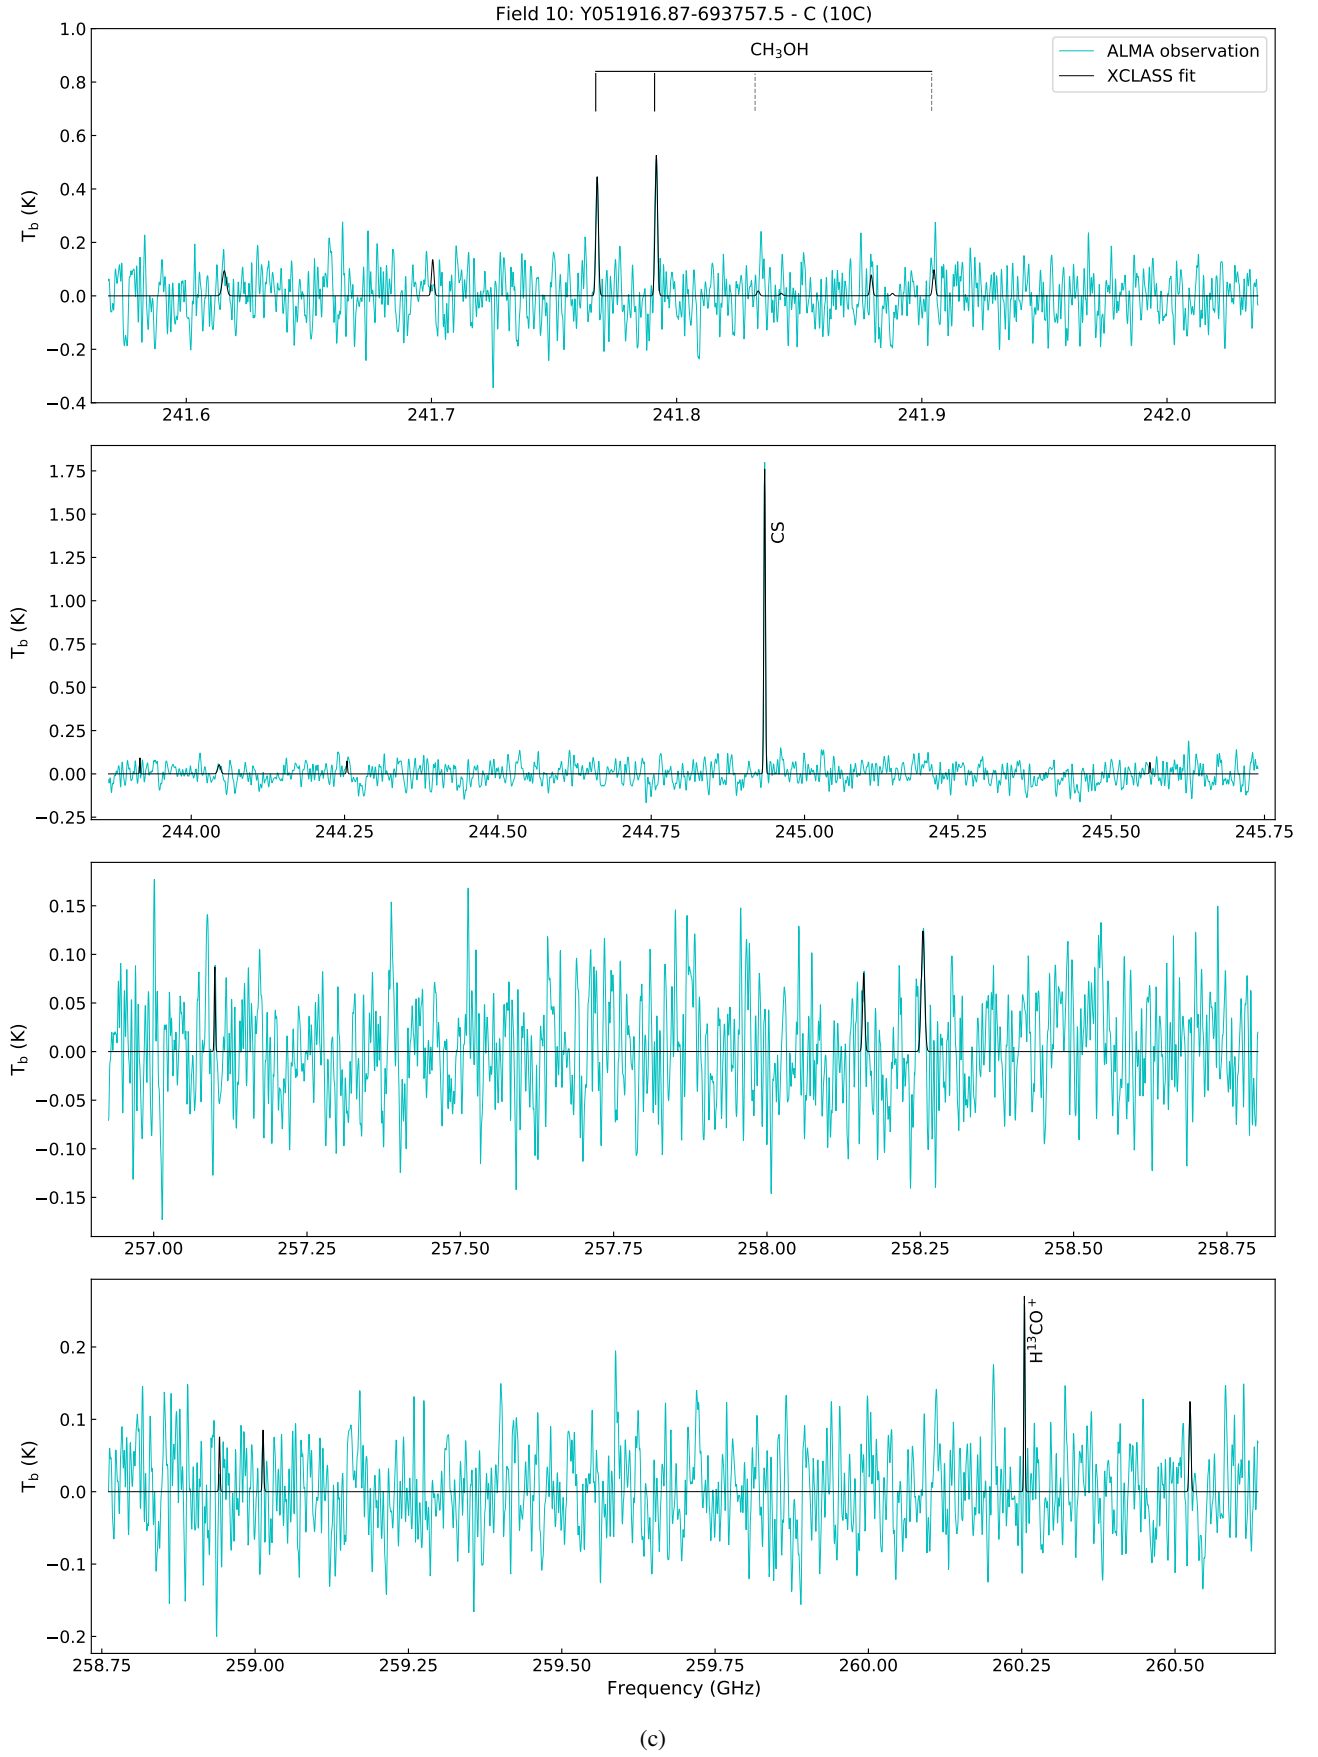 Field 10: Y051916.87-693757.5 - C (10C)
CH₃OH
ALMA observation
XCLASS fit
T_b (K)
1.0
0.8
0.6
0.4
0.2
0.0
−0.2
−0.4
241.6 241.7 241.8 241.9 242.0
CS
T_b (K)
1.75
1.50
1.25
1.00
0.75
0.50
0.25
0.00
−0.25
244.00 244.25 244.50 244.75 245.00 245.25 245.50 245.75
T_b (K)
0.15
0.10
0.05
0.00
−0.05
−0.10
−0.15
257.00 257.25 257.50 257.75 258.00 258.25 258.50 258.75
H¹³CO⁺
T_b (K)
0.2
0.1
0.0
−0.1
−0.2
258.75 259.00 259.25 259.50 259.75 260.00 260.25 260.50
Frequency (GHz)
(c)